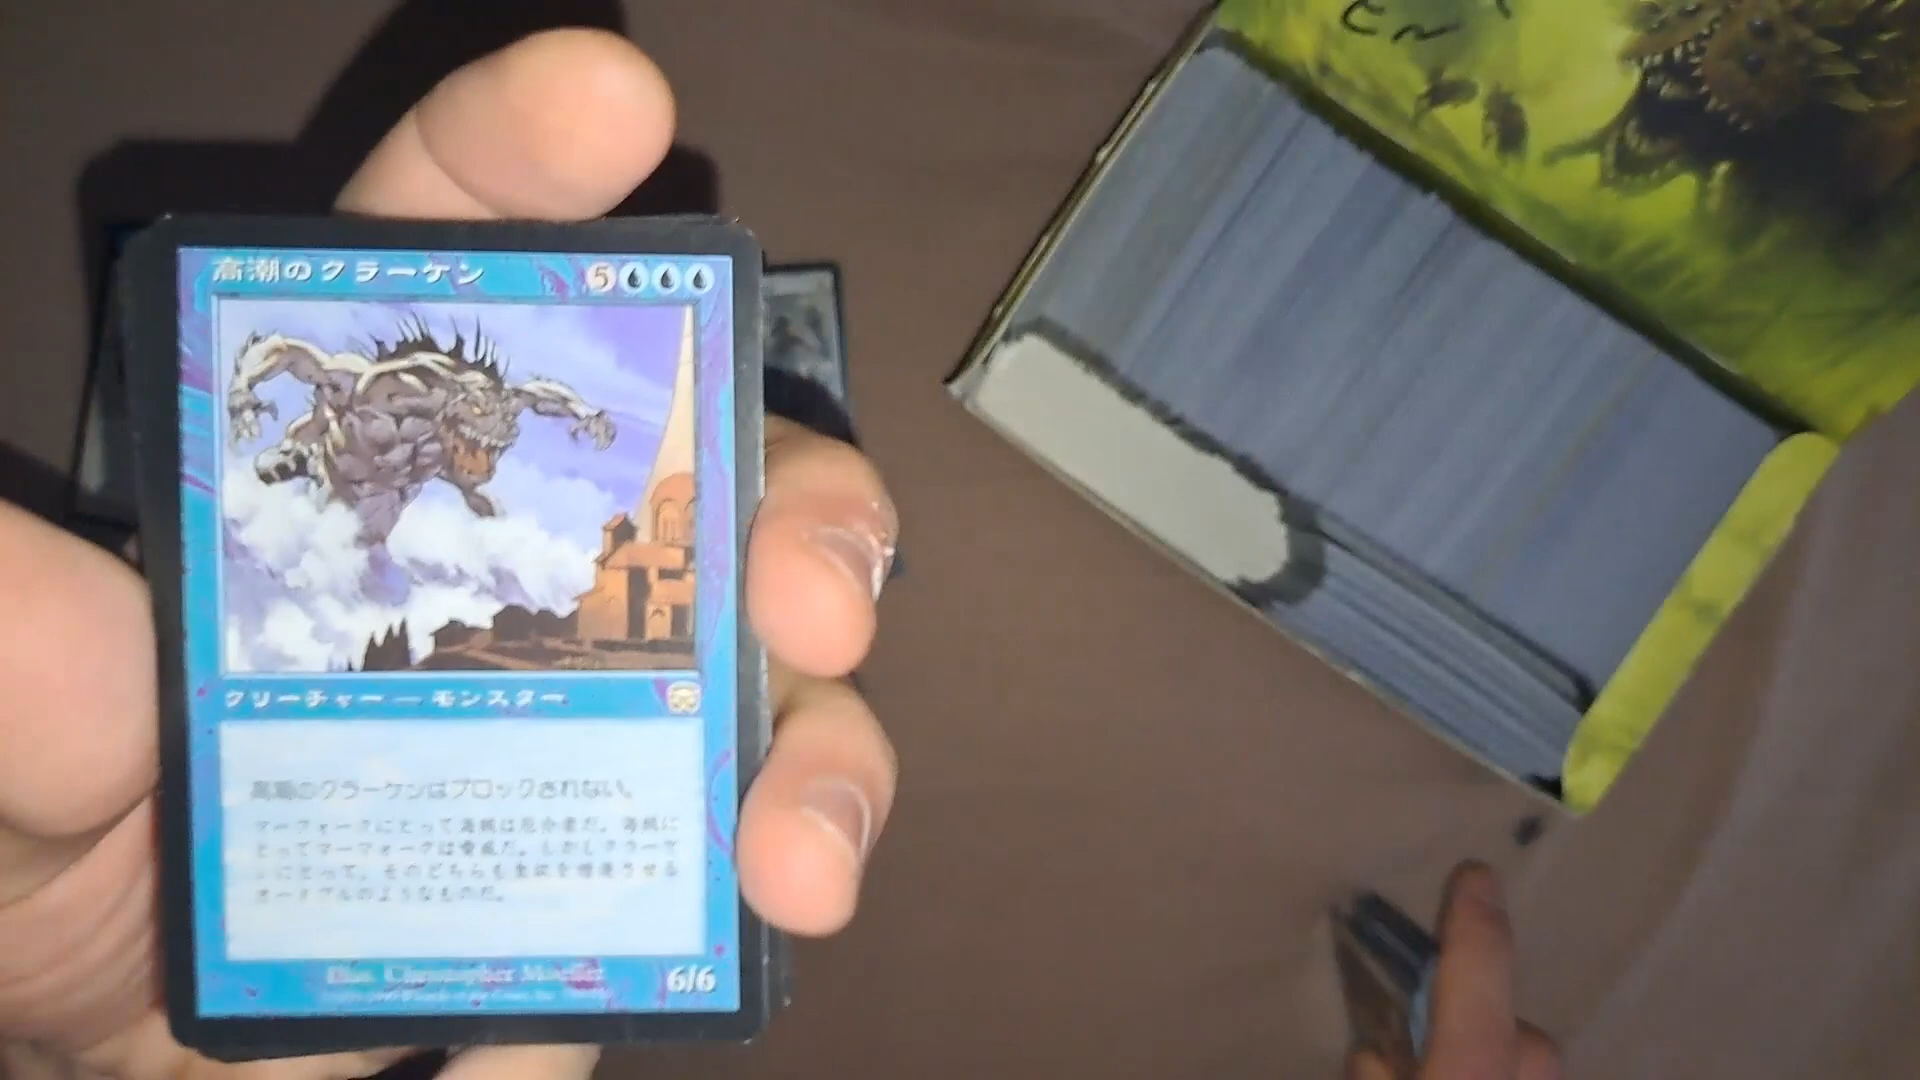 高潮のクラーケン
5
クリーチャー — モンスター
高潮のクラーケンはブロックされない。
マーフォークにとって海賊は厄介者だ。海賊に
とってマーフォークは脅威だ。しかしクラーケ
ンにとって、そのどちらも食欲を増進させる
オードブルのようなものだ。
Illus. Christopher Moeller
6/6
EN